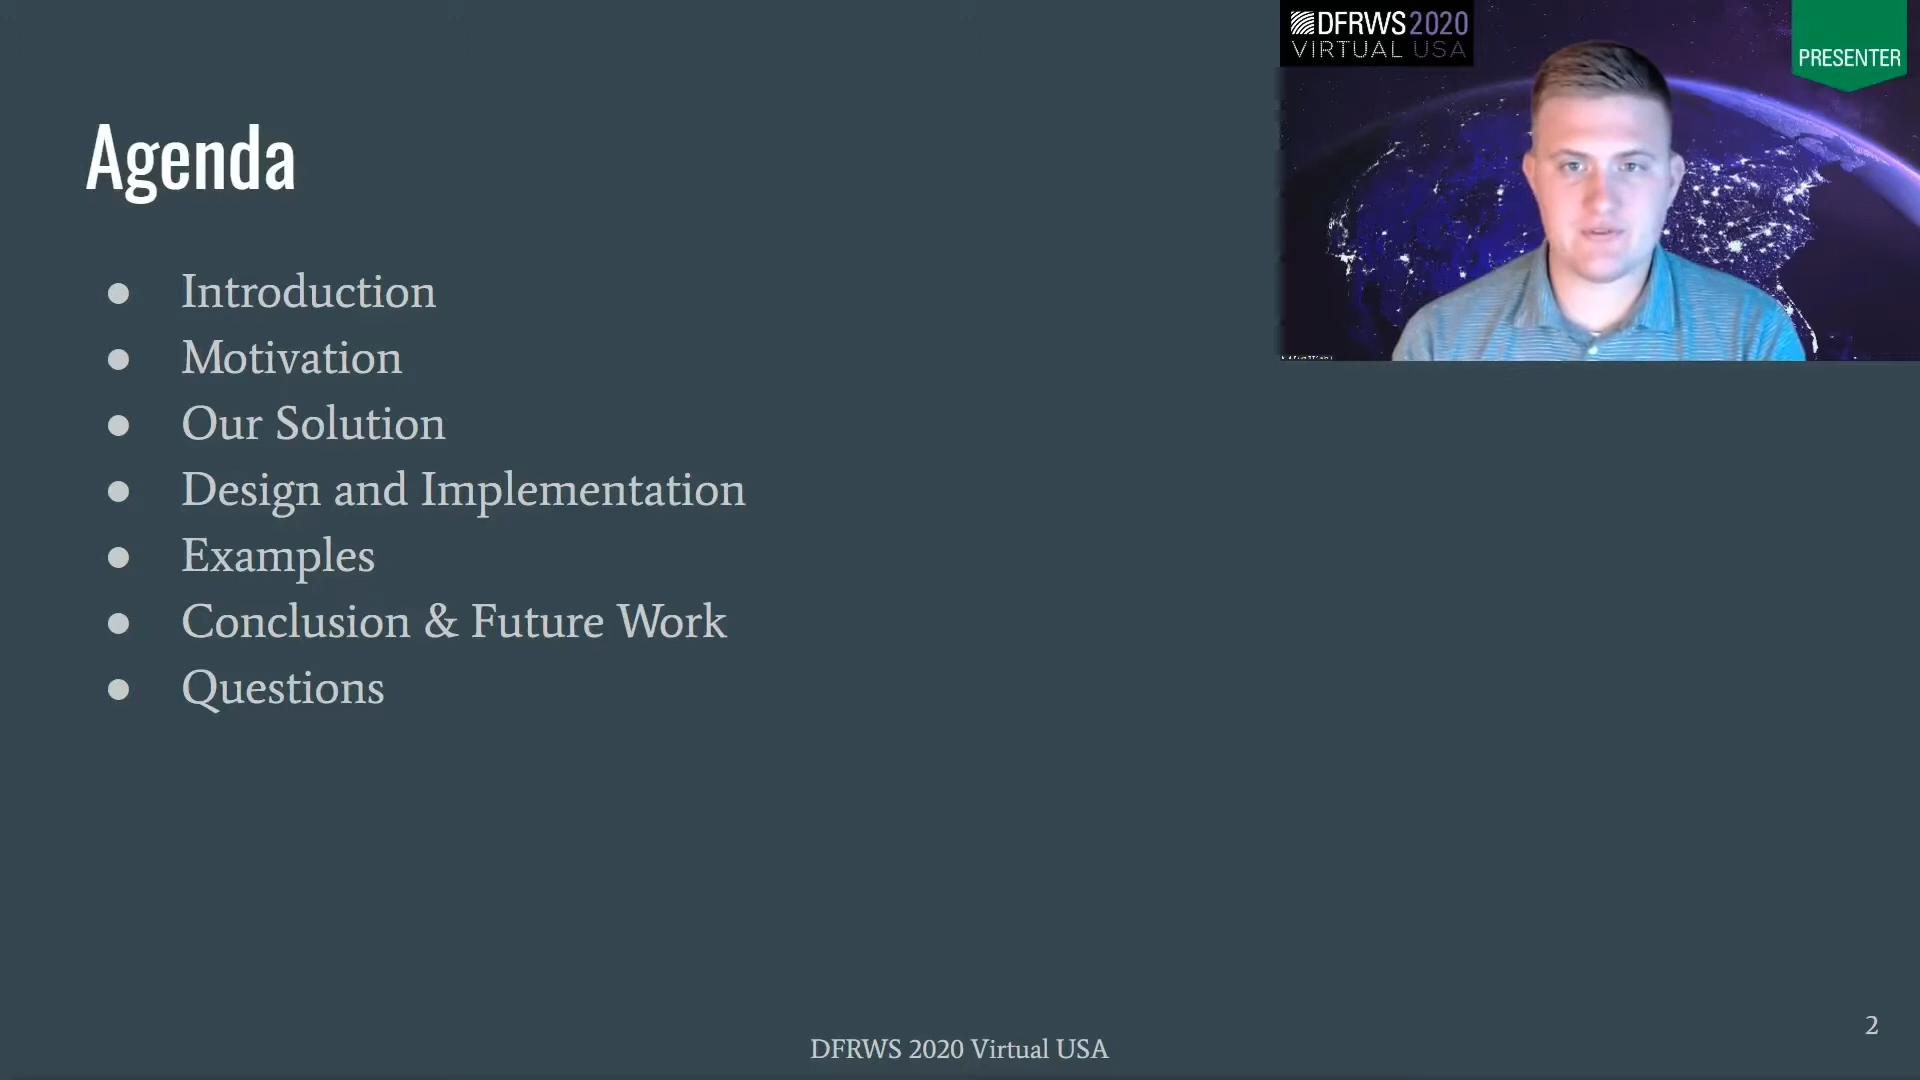 DFRWS 2020
VIRTUAL USA
PRESENTER
Agenda
● Introduction
● Motivation
● Our Solution
● Design and Implementation
● Examples
● Conclusion & Future Work
● Questions
2
DFRWS 2020 Virtual USA